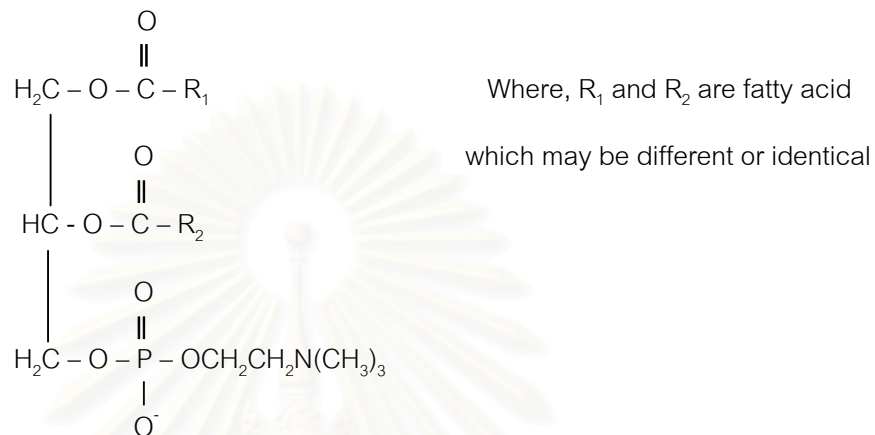 O
||
H₂C – O – C – R₁ Where, R₁ and R₂ are fatty acid
O which may be different or identical
||
HC - O – C – R₂
O
||
H₂C – O – P – OCH₂CH₂N(CH₃)₃
|
O⁻